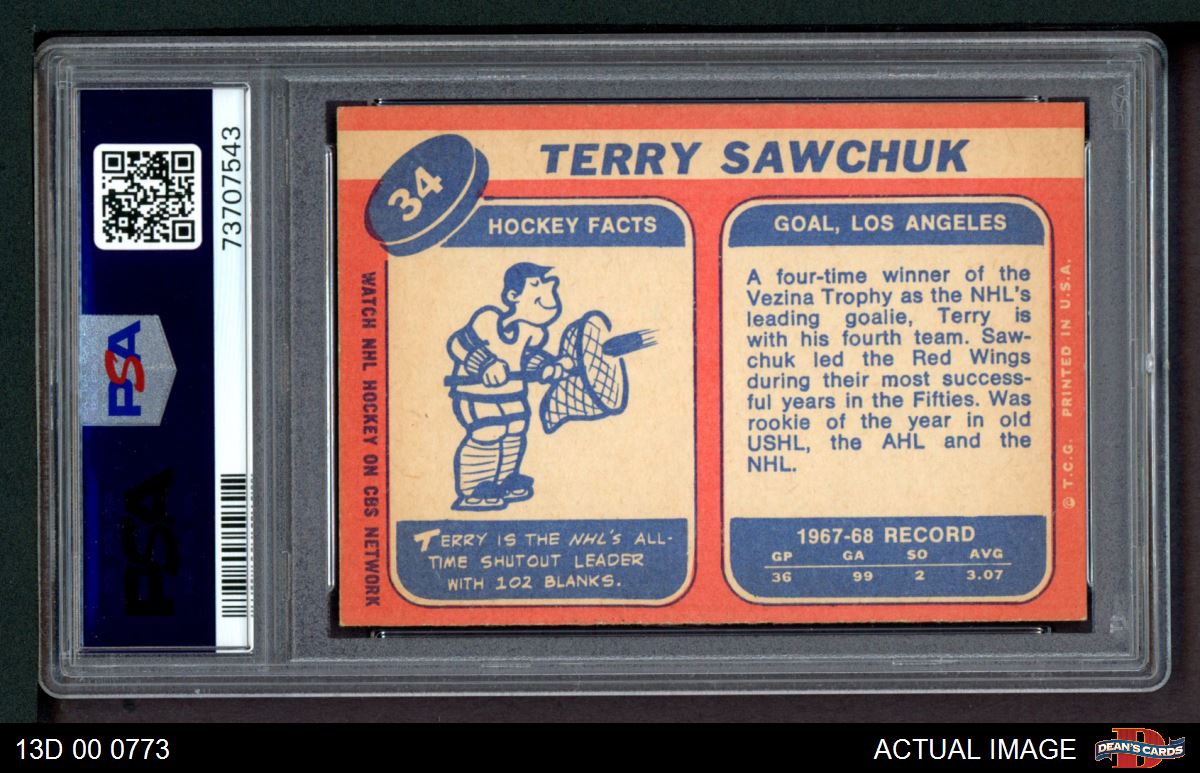 73707543
PSA
PSA
34
TERRY SAWCHUK
HOCKEY FACTS
WATCH NHL HOCKEY ON CBS NETWORK
TERRY IS THE NHL'S ALL-
TIME SHUTOUT LEADER
WITH 102 BLANKS.
GOAL, LOS ANGELES
A four-time winner of the
Vezina Trophy as the NHL's
leading goalie, Terry is
with his fourth team. Saw-
chuk led the Red Wings
during their most success-
ful years in the Fifties. Was
rookie of the year in old
USHL, the AHL and the
NHL.
1967-68 RECORD
GP GA SO AVG
36 99 2 3.07
© T.C.G. PRINTED IN U.S.A.
PSA
13D 00 0773
ACTUAL IMAGE
D
DEAN'S CARDS